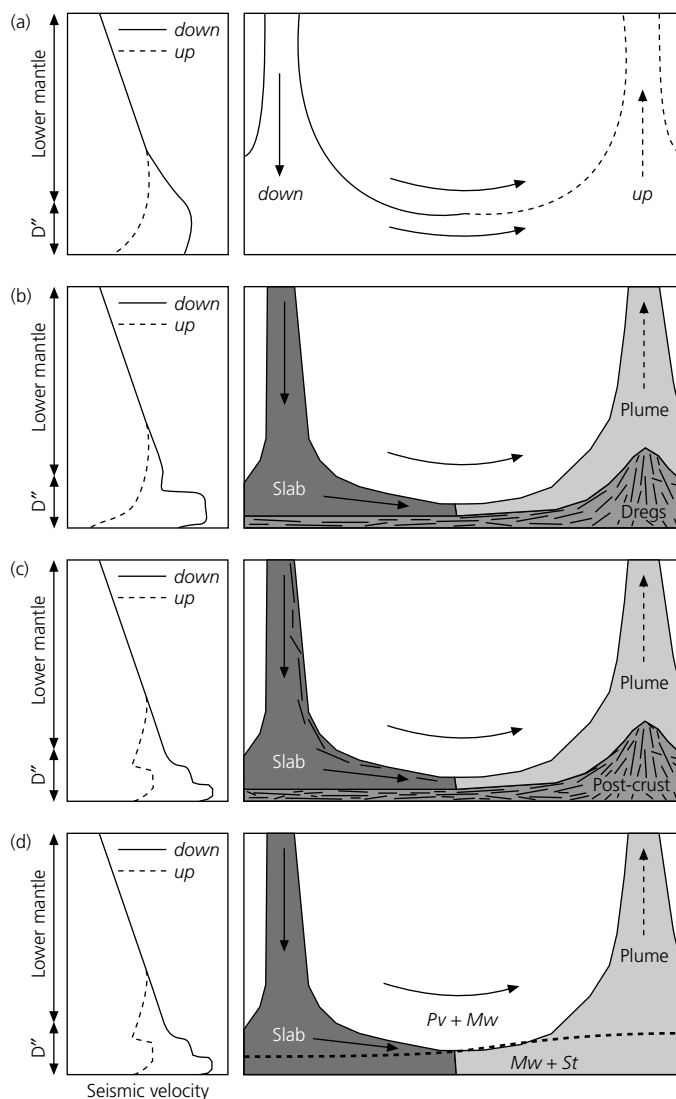 (a)
Lower mantle
D″
down
up
down
up
(b)
Lower mantle
D″
down
up
Slab
Plume
Dregs
(c)
Lower mantle
D″
down
up
Slab
Plume
Post-crust
(d)
Lower mantle
D″
down
up
Slab
Plume
Pv + Mw
Mw + St
Seismic velocity